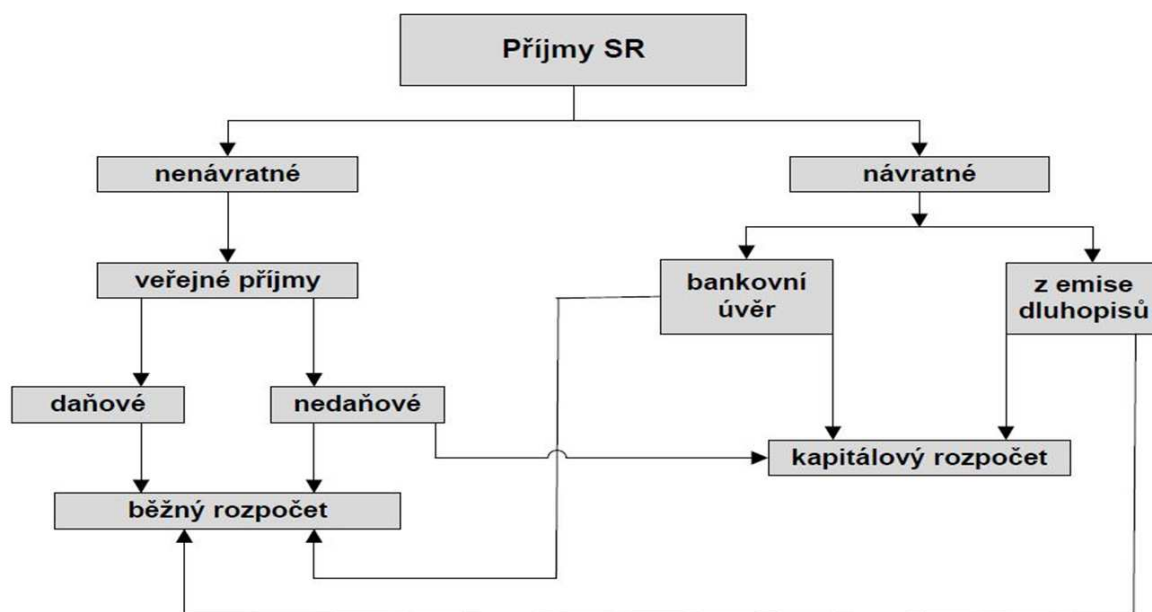 Příjmy SR
nenávratné
návratné
veřejné příjmy
bankovní
úvěr
z emise
dluhopisů
daňové
nedaňové
kapitálový rozpočet
běžný rozpočet